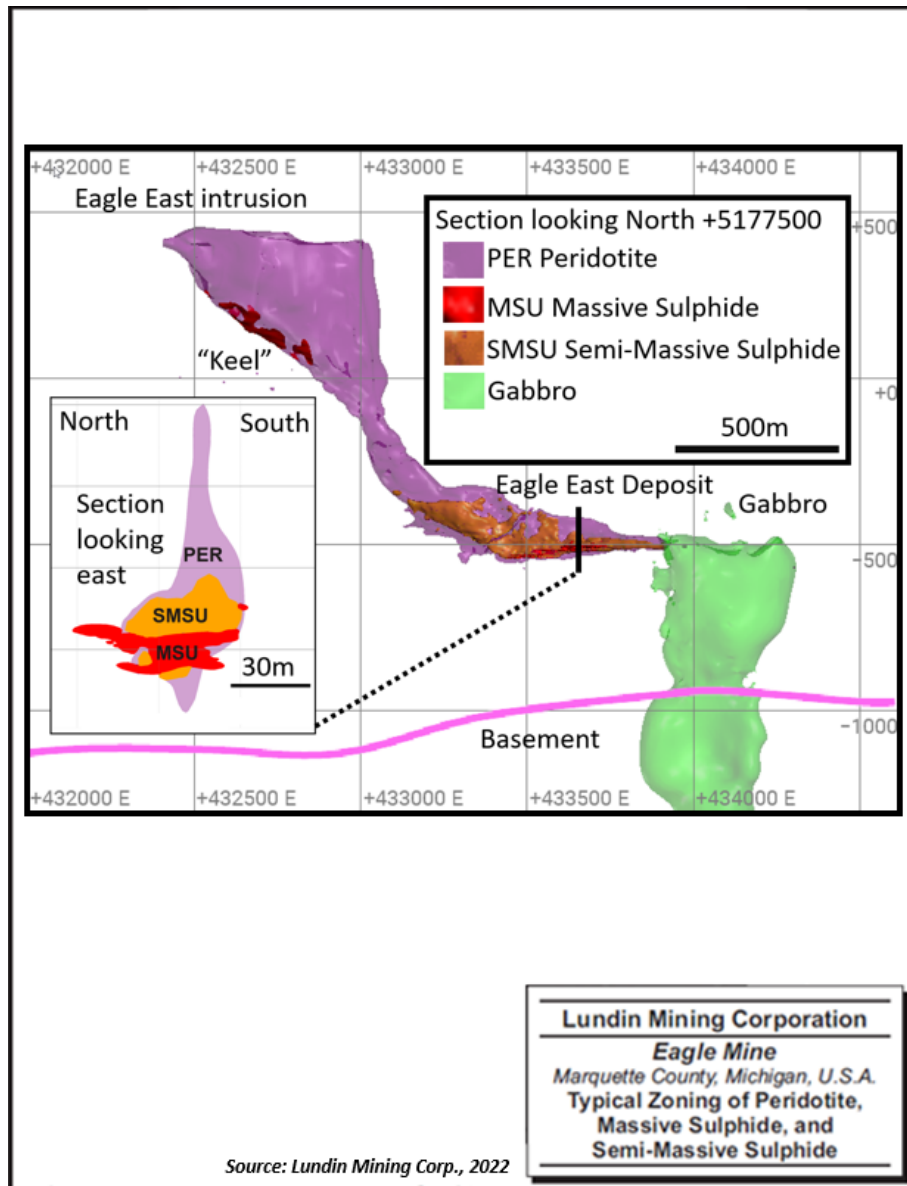 +432000 E +432500 E +433000 E +433500 E +434000 E
Eagle East intrusion
+500
Section looking North +5177500
PER Peridotite
MSU Massive Sulphide
SMSU Semi-Massive Sulphide
Gabbro
500m
"Keel"
+0
North South
Section
looking
east
PER
SMSU
MSU
30m
Eagle East Deposit
Gabbro
−500
Basement
−1000
+432000 E +432500 E +433000 E +433500 E +434000 E
Lundin Mining Corporation
Eagle Mine
Marquette County, Michigan, U.S.A.
Typical Zoning of Peridotite,
Massive Sulphide, and
Semi-Massive Sulphide
Source: Lundin Mining Corp., 2022